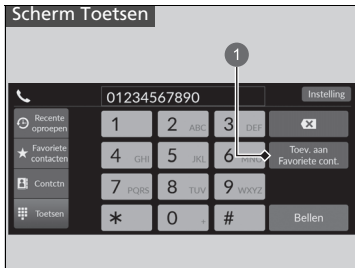 Scherm Toetsen
1
01234567890
Instelling
Recente
oproepen
1
2 ABC
3 DEF
Favoriete
contacten
4 GHI
5 JKL
6 MNO
Toev. aan
Favoriete cont.
Contctn
7 PQRS
8 TUV
9 WXYZ
Toetsen
*
0 +
#
Bellen